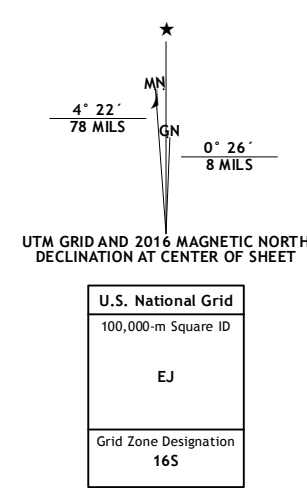 ★
MN
4° 22´
78 MILS
GN
0° 26´
8 MILS
UTM GRID AND 2016 MAGNETIC NORTH
DECLINATION AT CENTER OF SHEET
U.S. National Grid
100,000-m Square ID
EJ
Grid Zone Designation
16S